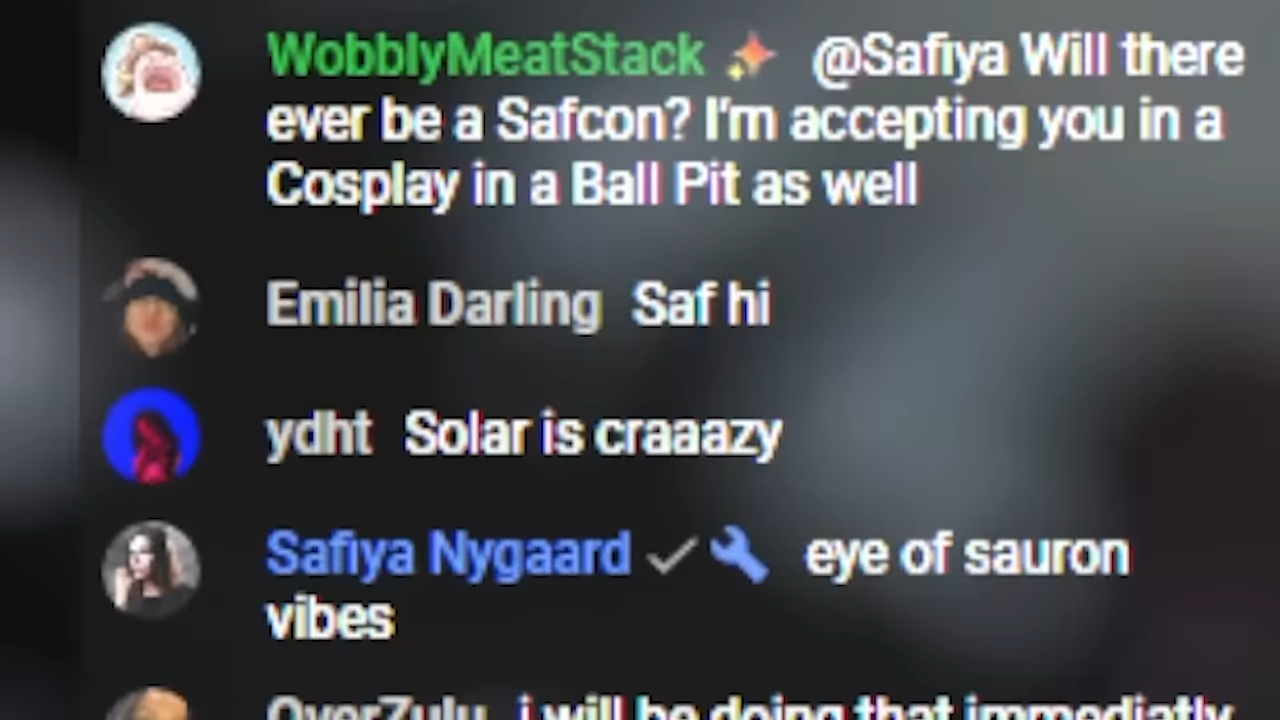 WobblyMeatStack @Safiya Will there
ever be a Safcon? I'm accepting you in a
Cosplay in a Ball Pit as well
Emilia Darling Saf hi
ydht Solar is craaazy
Safiya Nygaard eye of sauron
vibes
OverZulu i will be doing that immediatly